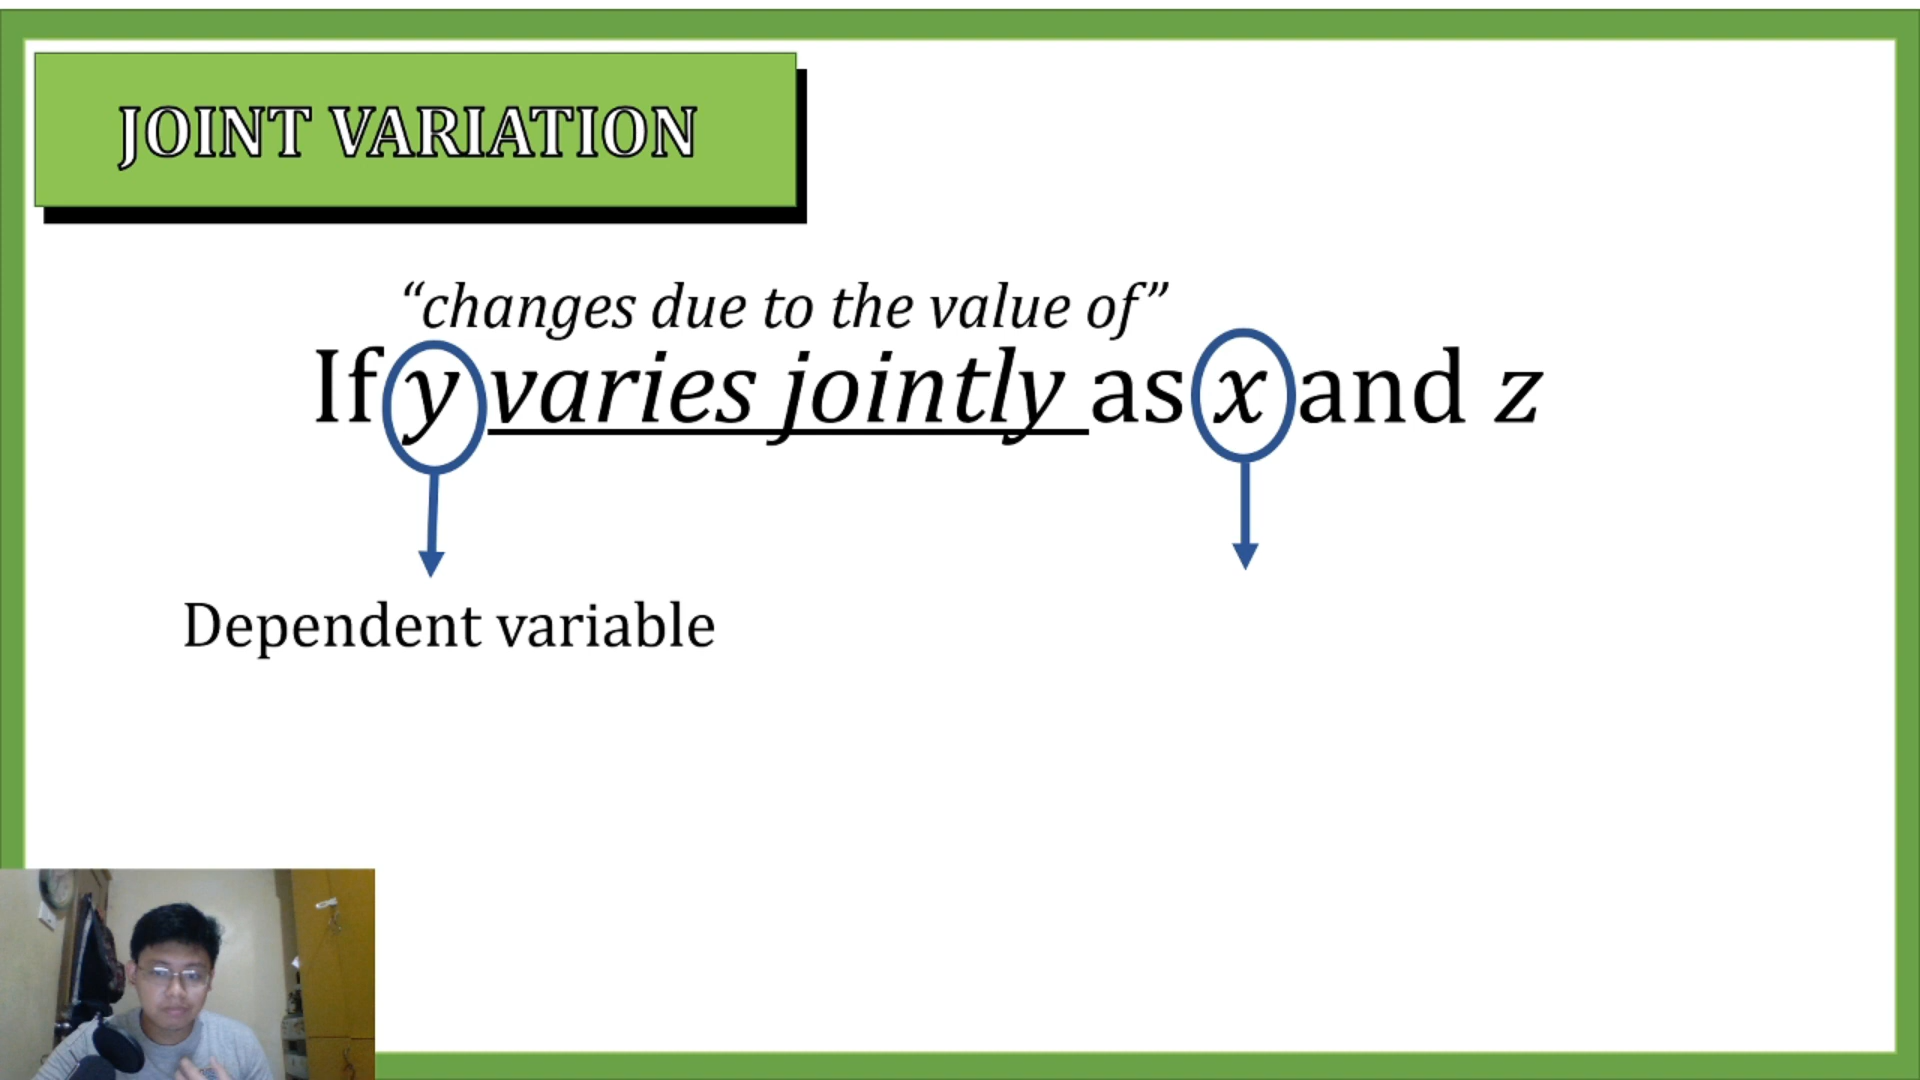 JOINT VARIATION
“changes due to the value of”
If y varies jointly as x and z
Dependent variable